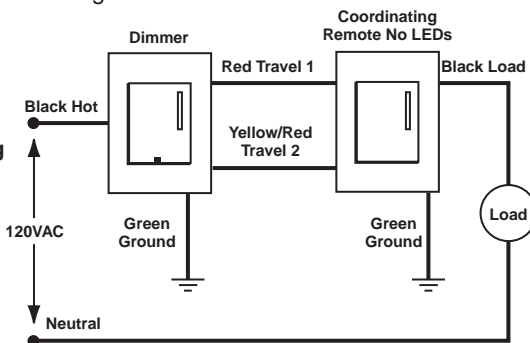 Coordinating
Remote No LEDs
Dimmer
Red Travel 1
Black Load
Black Hot
Yellow/Red
Travel 2
Load
Green
Ground
Green
Ground
120VAC
Neutral